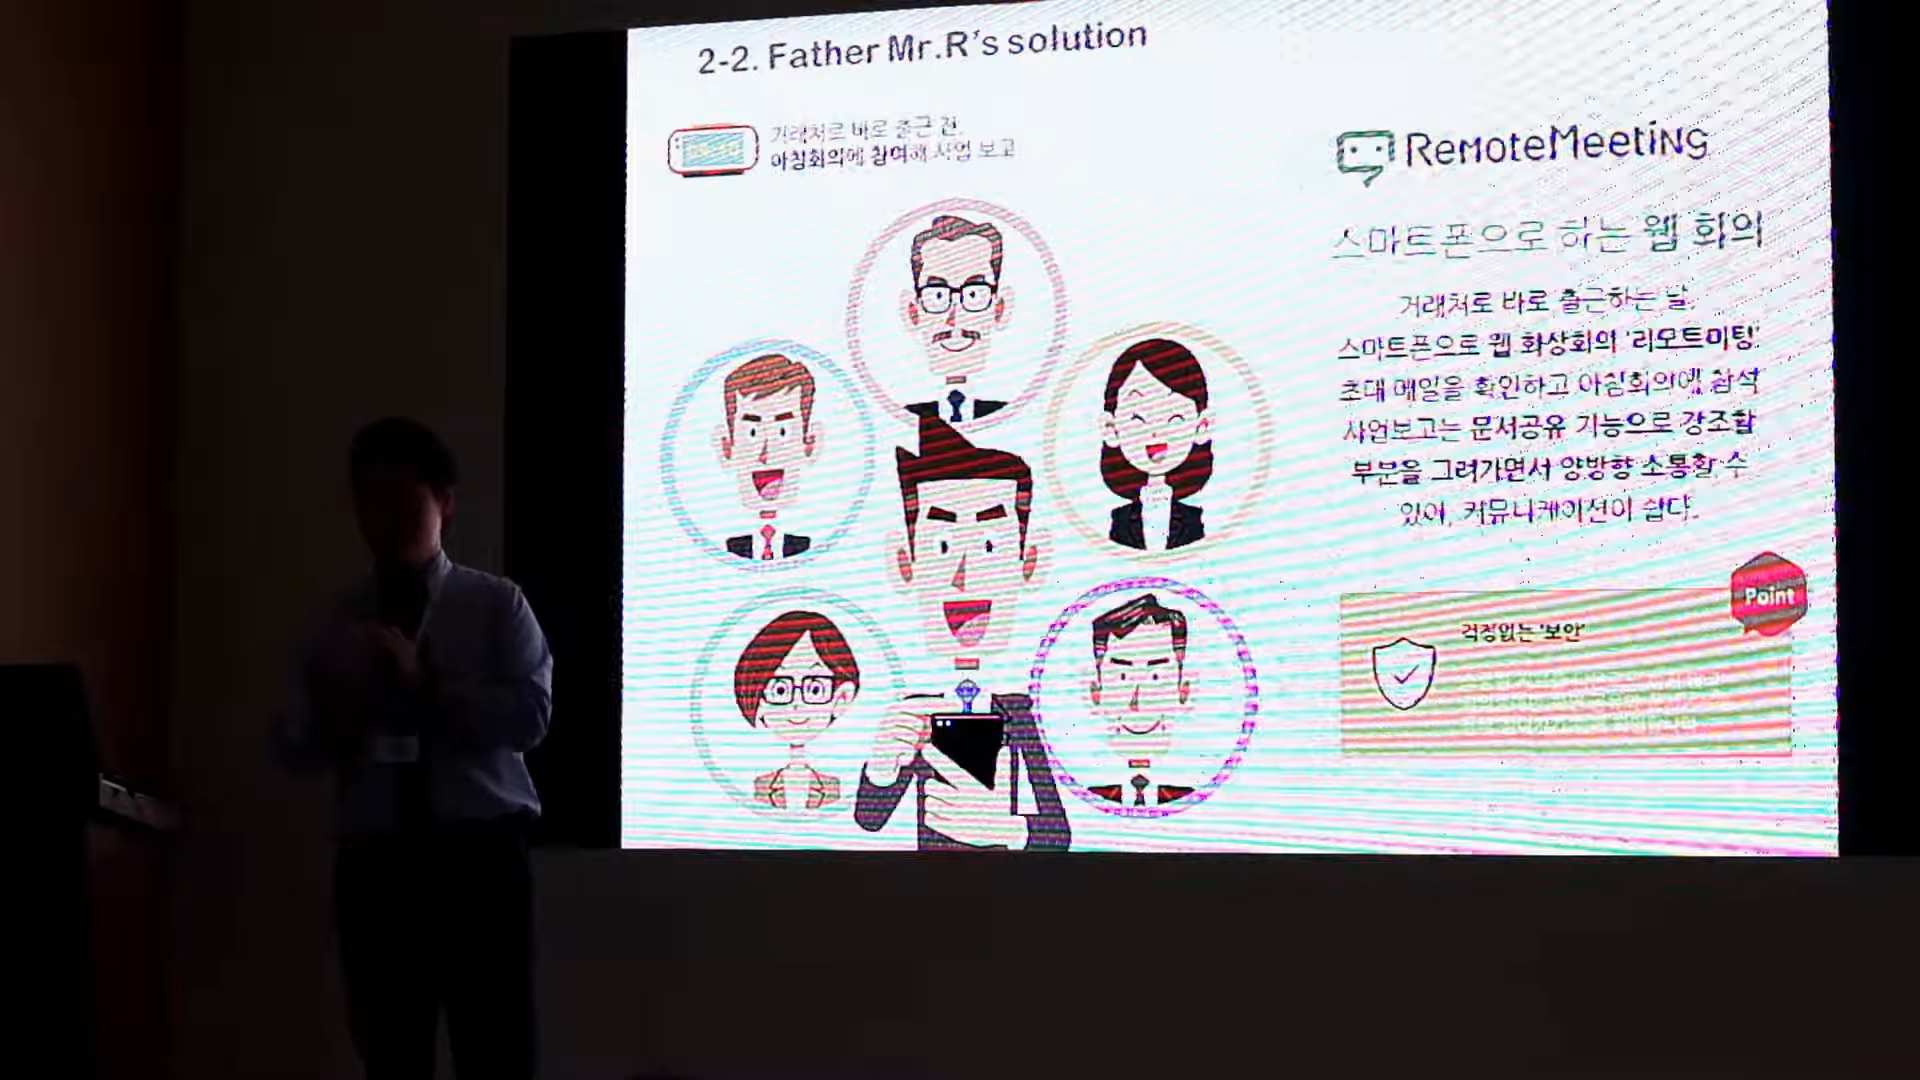 2-2. Father Mr.R's solution
거래처로 바로 출근 전,
아침회의에 참여해 사업 보고
RemoteMeeting
스마트폰으로 하는 웹 회의
거래처로 바로 출근하는 날,
스마트폰으로 웹 화상회의 '리모트미팅'
초대 메일을 확인하고 아침회의에 참석
사업보고는 문서공유 기능으로 강조할
부분을 그려가면서 양방향 소통할 수
있어, 커뮤니케이션이 쉽다.
Point
걱정없는 '보안'